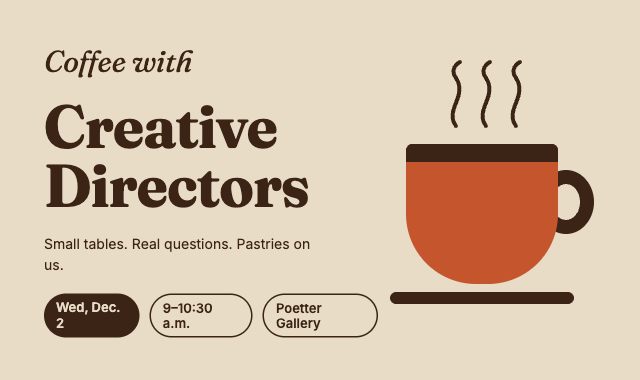 Coffee with
Creative
Directors
Small tables. Real questions. Pastries on
us.
Wed, Dec.
2
9–10:30
a.m.
Poetter
Gallery